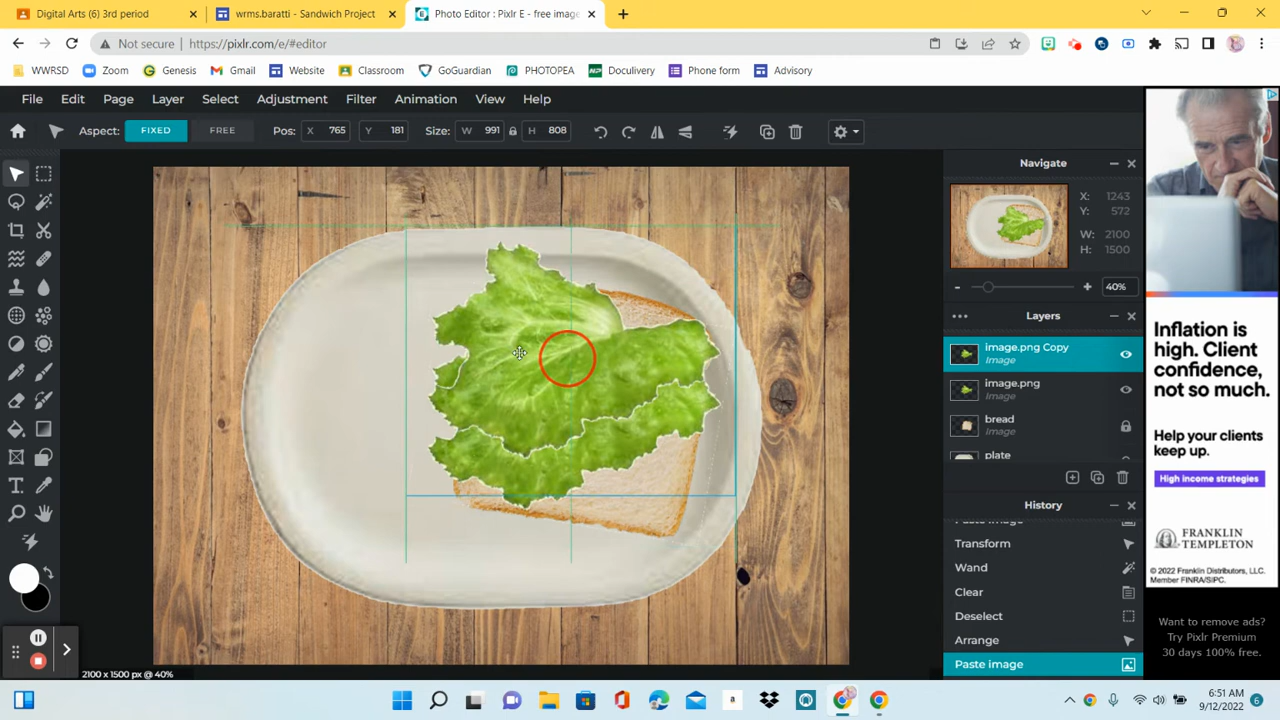 Digital Arts (6) 3rd period
wrms.baratti - Sandwich Project
Photo Editor : Pixlr E - free imag
Not secure
https://pixlr.com/e/#editor
WWRSD
Zoom
Genesis
Gmail
Website
Classroom
GoGuardian
PHOTOPEA
Doculivery
Phone form
Advisory
File Edit Page Layer Select Adjustment Filter Animation View Help
Aspect: FIXED FREE Pos: X 765 Y 181 Size: W 991 H 808
Navigate
X: 1243
Y: 572
W: 2100
H: 1500
40%
Layers
image.png Copy
Image
image.png
Image
bread
Image
plate
History
Paste image
Transform
Wand
Clear
Deselect
Arrange
Paste image
Inflation is
high. Client
confidence,
not so much.
Help your clients
keep up.
High income strategies
FRANKLIN
TEMPLETON
© 2022 Franklin Distributors, LLC.
Member FINRA/SIPC.
Want to remove ads?
Try Pixlr Premium
30 days 100% free.
2100 x 1500 px @ 40%
6:51 AM
9/12/2022
6